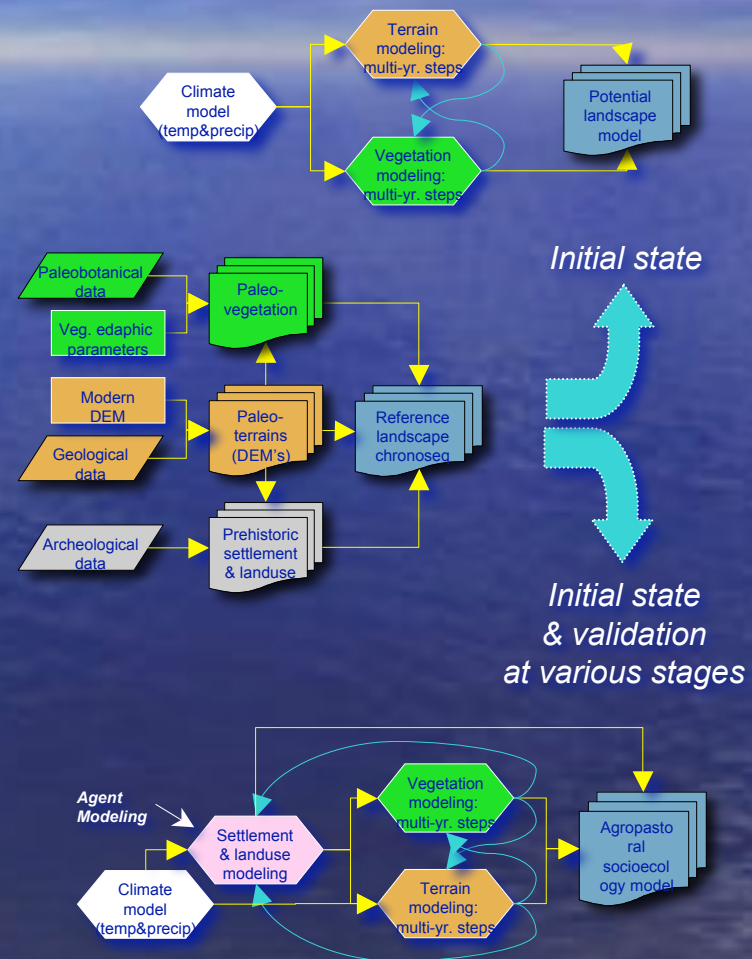 Terrain
modeling:
multi-yr. steps
Climate
model
(temp&precip)
Potential
landscape
model
Vegetation
modeling:
multi-yr. steps
Initial state
Paleobotanical
data
Paleo-
vegetation
Veg. edaphic
parameters
Modern
DEM
Paleo-
terrains
(DEM's)
Reference
landscape
chronoseq
Geological
data
Archeological
data
Prehistoric
settlement
& landuse
Initial state
& validation
at various stages
Agent
Modeling
Settlement
& landuse
modeling
Vegetation
modeling:
multi-yr. steps
Agropasto
ral
socioecol
ogy model
Climate
model
(temp&precip)
Terrain
modeling:
multi-yr. steps